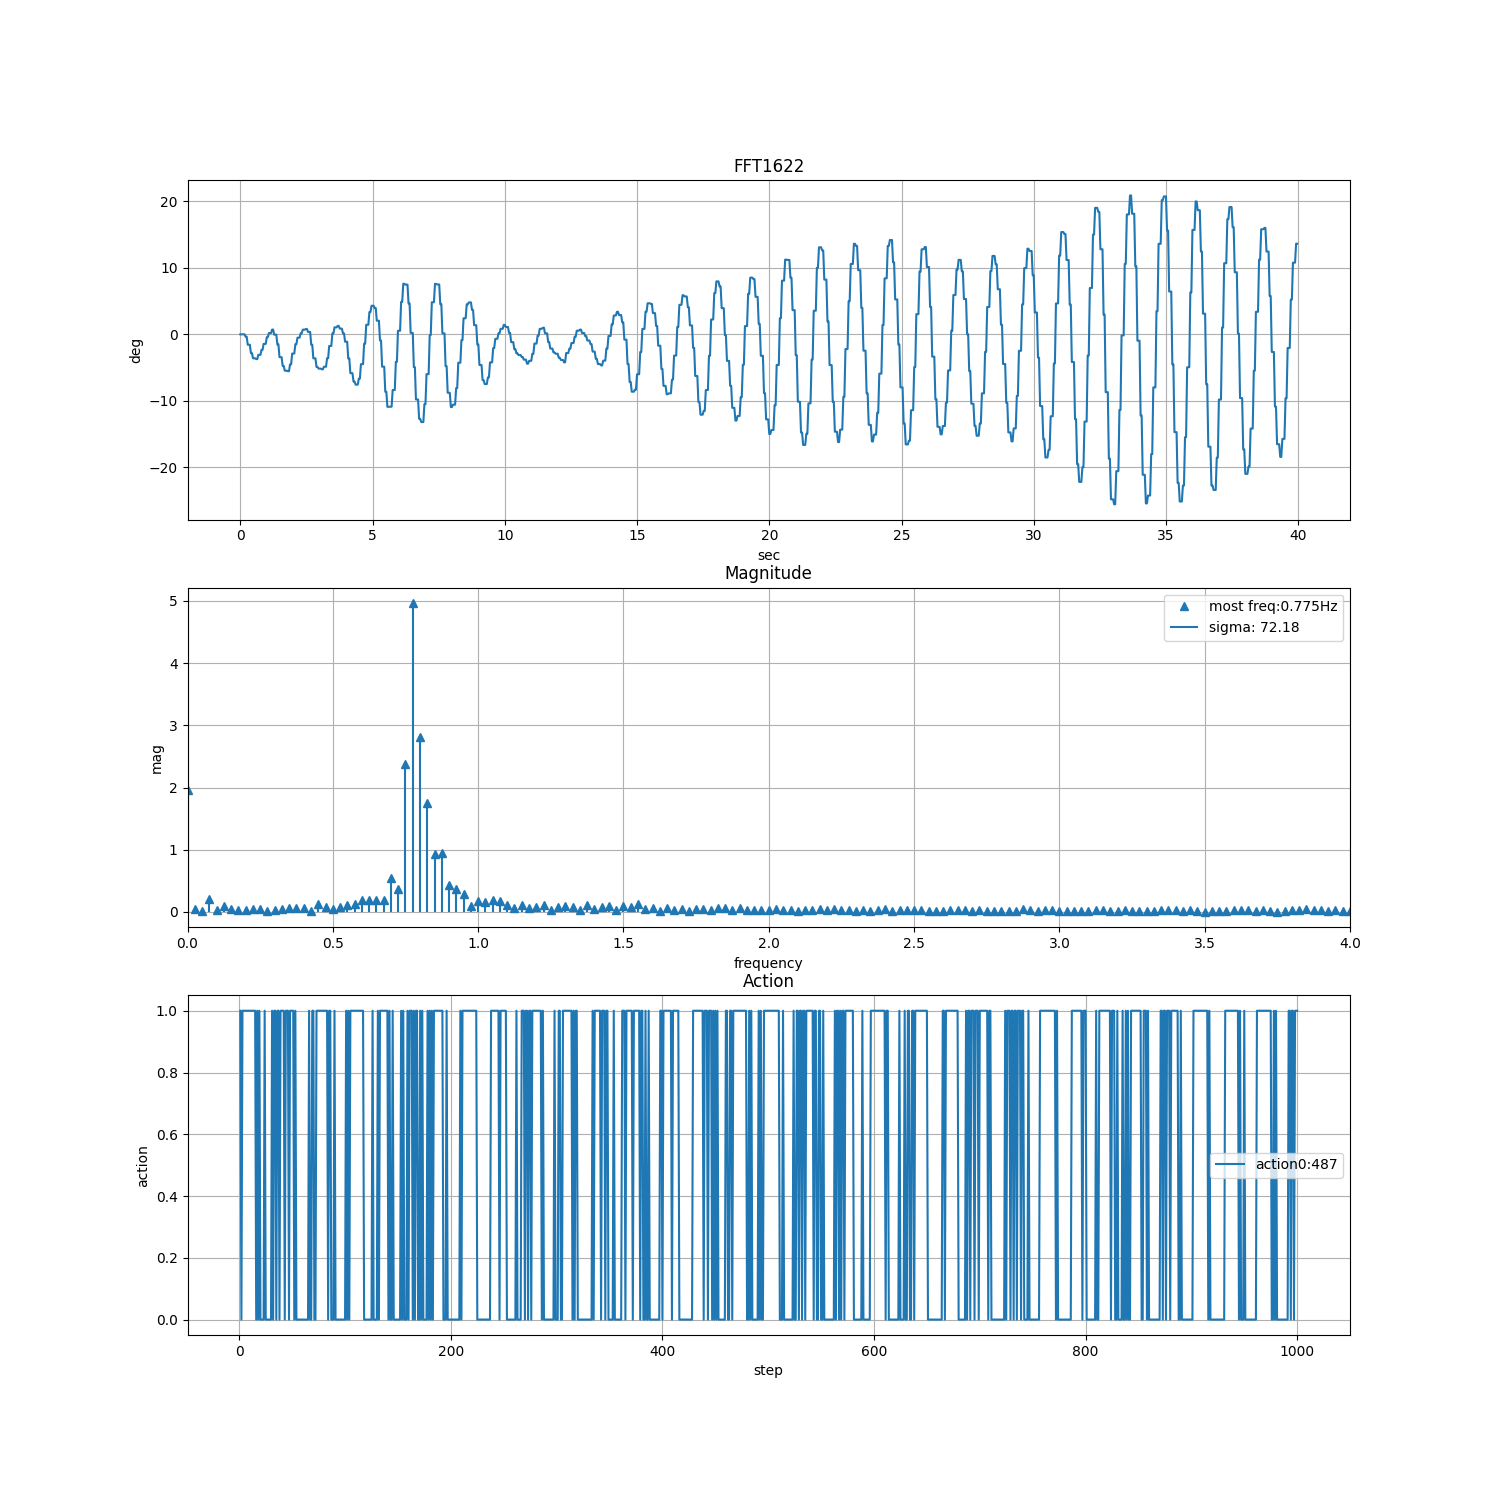 FFT1622
20
10
0
−10
−20
deg
0 5 10 15 20 25 30 35 40
sec
Magnitude
5
4
3
2
1
0
mag
most freq:0.775Hz
sigma: 72.18
0.0 0.5 1.0 1.5 2.0 2.5 3.0 3.5 4.0
frequency
Action
1.0
0.8
0.6
0.4
0.2
0.0
action
action0:487
0 200 400 600 800 1000
step